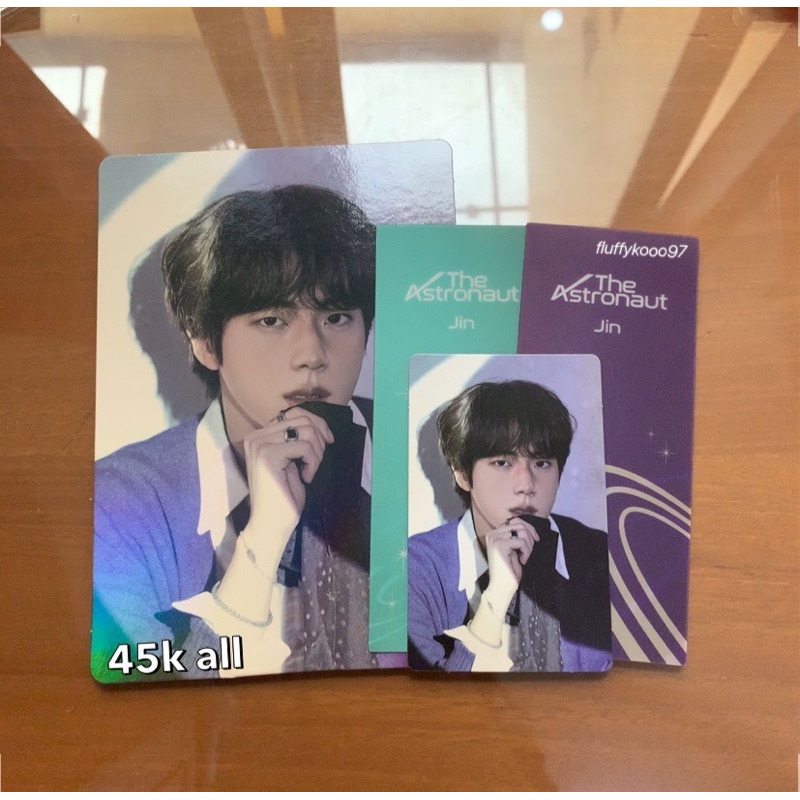 fluffykooo97
The
Astronaut
Jin
The
Astronaut
Jin
45k all